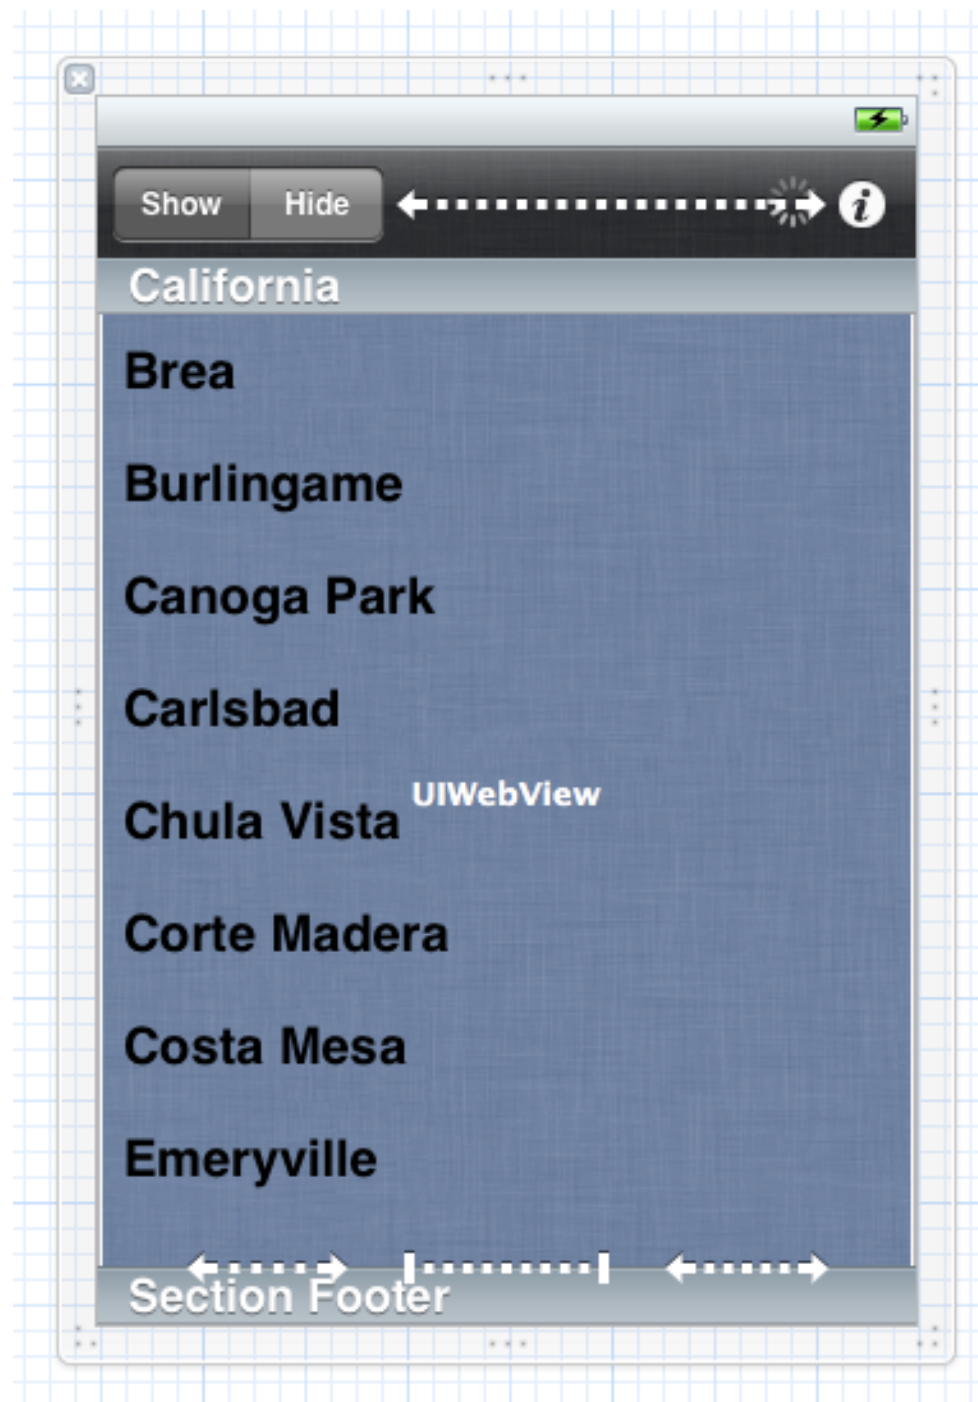 Show Hide
California
Brea
Burlingame
Canoga Park
Carlsbad
UIWebView
Chula Vista
Corte Madera
Costa Mesa
Emeryville
Section Footer